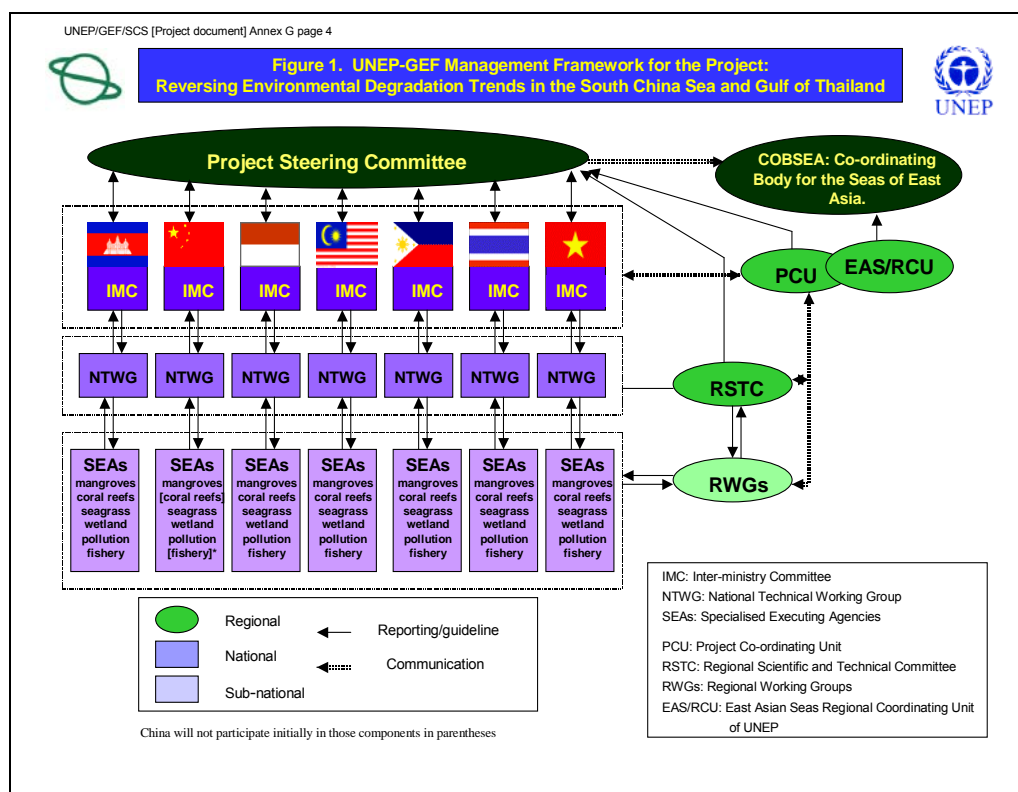 UNEP/GEF/SCS [Project document] Annex G page 4
Figure 1. UNEP-GEF Management Framework for the Project:
Reversing Environmental Degradation Trends in the South China Sea and Gulf of Thailand
UNEP
Project Steering Committee
COBSEA: Co-ordinating
Body for the Seas of East
Asia.
IMC
IMC
IMC
IMC
IMC
IMC
IMC
PCU
EAS/RCU
NTWG
NTWG
NTWG
NTWG
NTWG
NTWG
NTWG
RSTC
SEAs
mangroves
coral reefs
seagrass
wetland
pollution
fishery
SEAs
mangroves
[coral reefs]
seagrass
wetland
pollution
[fishery]*
SEAs
mangroves
coral reefs
seagrass
wetland
pollution
fishery
SEAs
mangroves
coral reefs
seagrass
wetland
pollution
fishery
SEAs
mangroves
coral reefs
seagrass
wetland
pollution
fishery
SEAs
mangroves
coral reefs
seagrass
wetland
pollution
fishery
SEAs
mangroves
coral reefs
seagrass
wetland
pollution
fishery
RWGs
Regional
National
Sub-national
Reporting/guideline
Communication
IMC: Inter-ministry Committee
NTWG: National Technical Working Group
SEAs: Specialised Executing Agencies
PCU: Project Co-ordinating Unit
RSTC: Regional Scientific and Technical Committee
RWGs: Regional Working Groups
EAS/RCU: East Asian Seas Regional Coordinating Unit
of UNEP
China will not participate initially in those components in parentheses